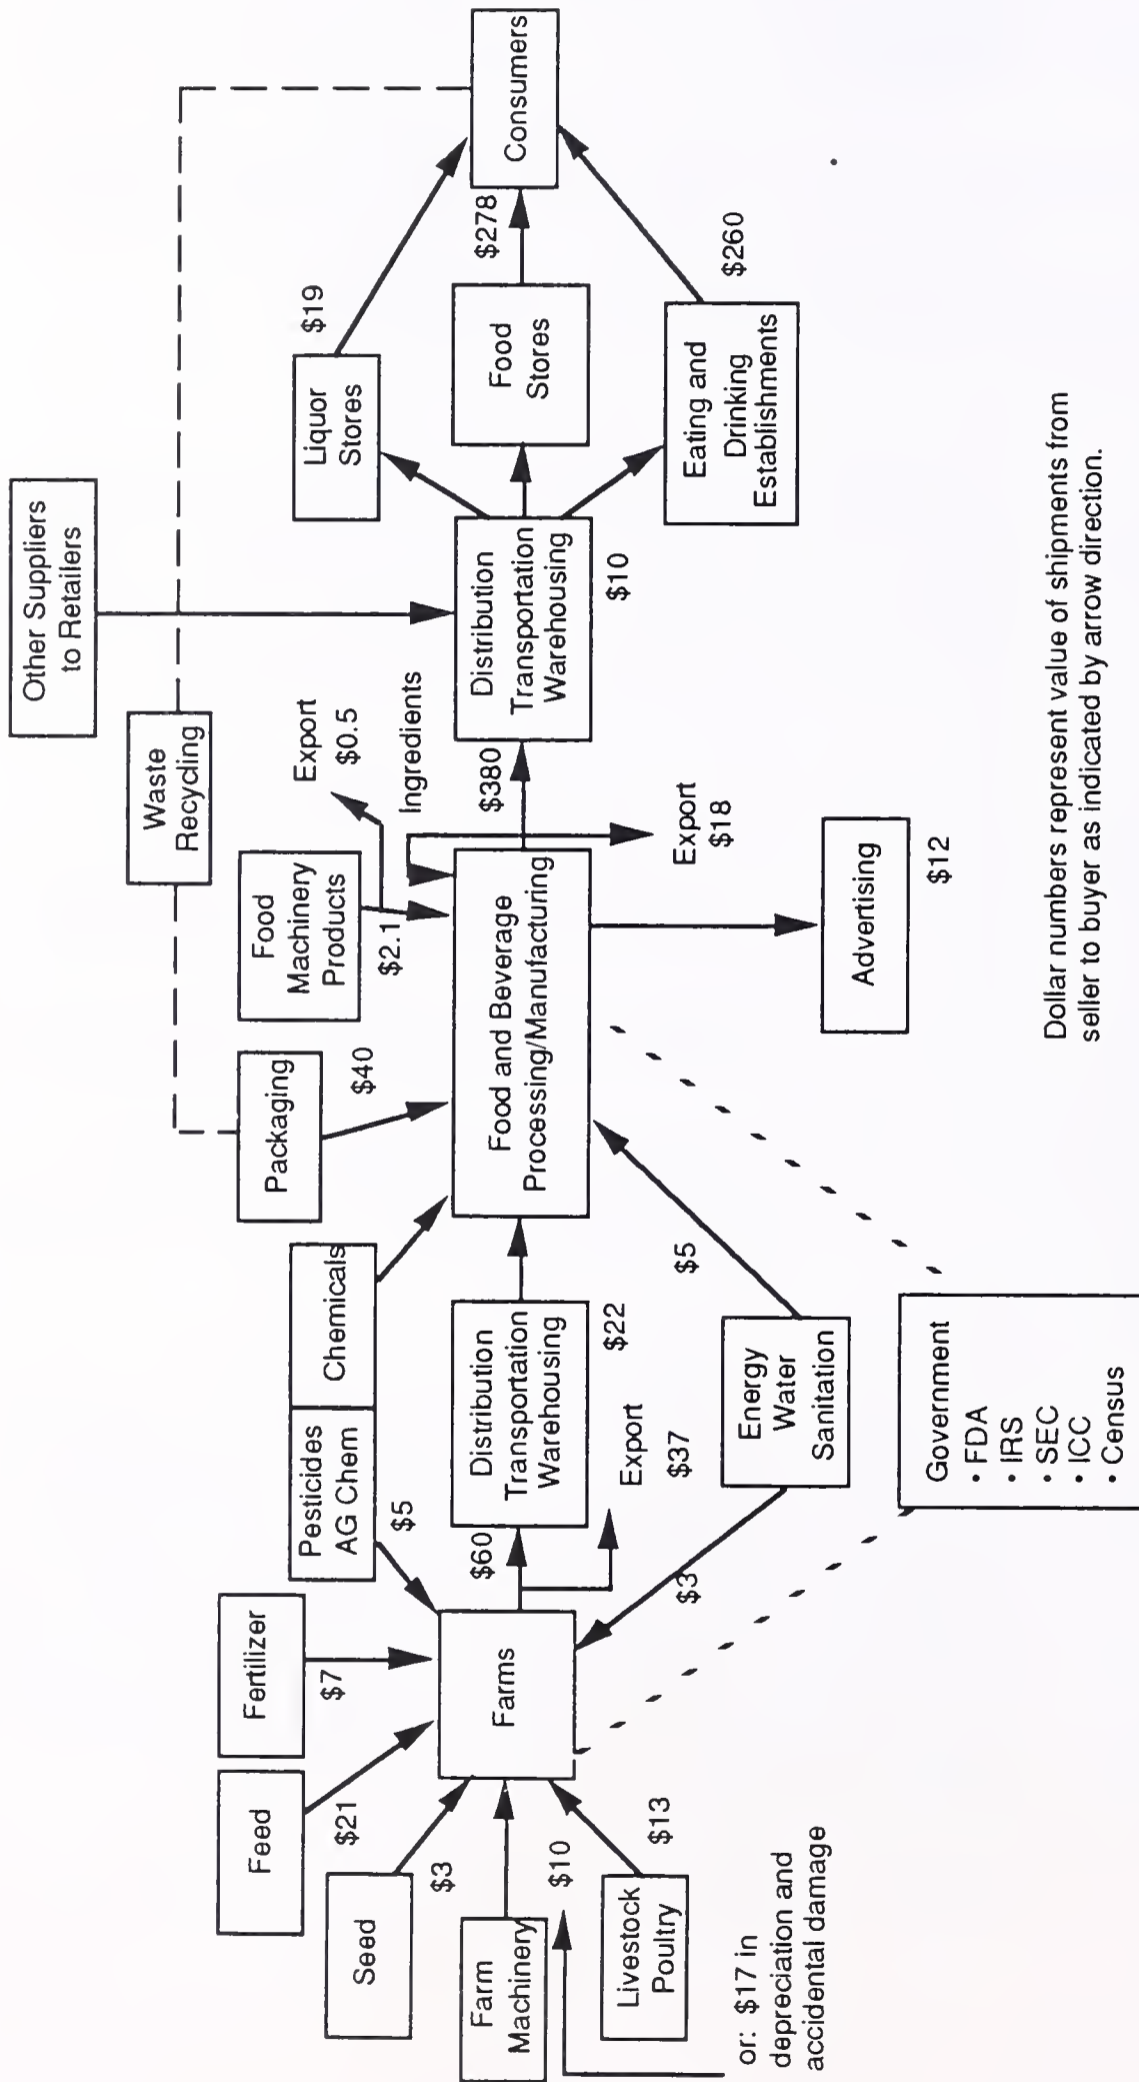 Other Suppliers
to Retailers
Waste
Recycling
Packaging
$40
Food
Machinery
Products
$2.1
Export
$0.5
Ingredients
Fertilizer
$7
Feed
$21
Seed
$3
Farm
Machinery
$10
Livestock
Poultry
$13
or: $17 in
depreciation and
accidental damage
Pesticides
AG Chem
$5
Chemicals
Farms
$60
Export
$37
Distribution
Transportation
Warehousing
$22
Food and Beverage
Processing/Manufacturing
$380
Export
$18
Distribution
Transportation
Warehousing
$10
Liquor
Stores
$19
Food
Stores
$278
Eating and
Drinking
Establishments
$260
Consumers
Energy
Water
Sanitation
$3
$5
Advertising
$12
Government
• FDA
• IRS
• SEC
• ICC
• Census
Dollar numbers represent value of shipments from
seller to buyer as indicated by arrow direction.